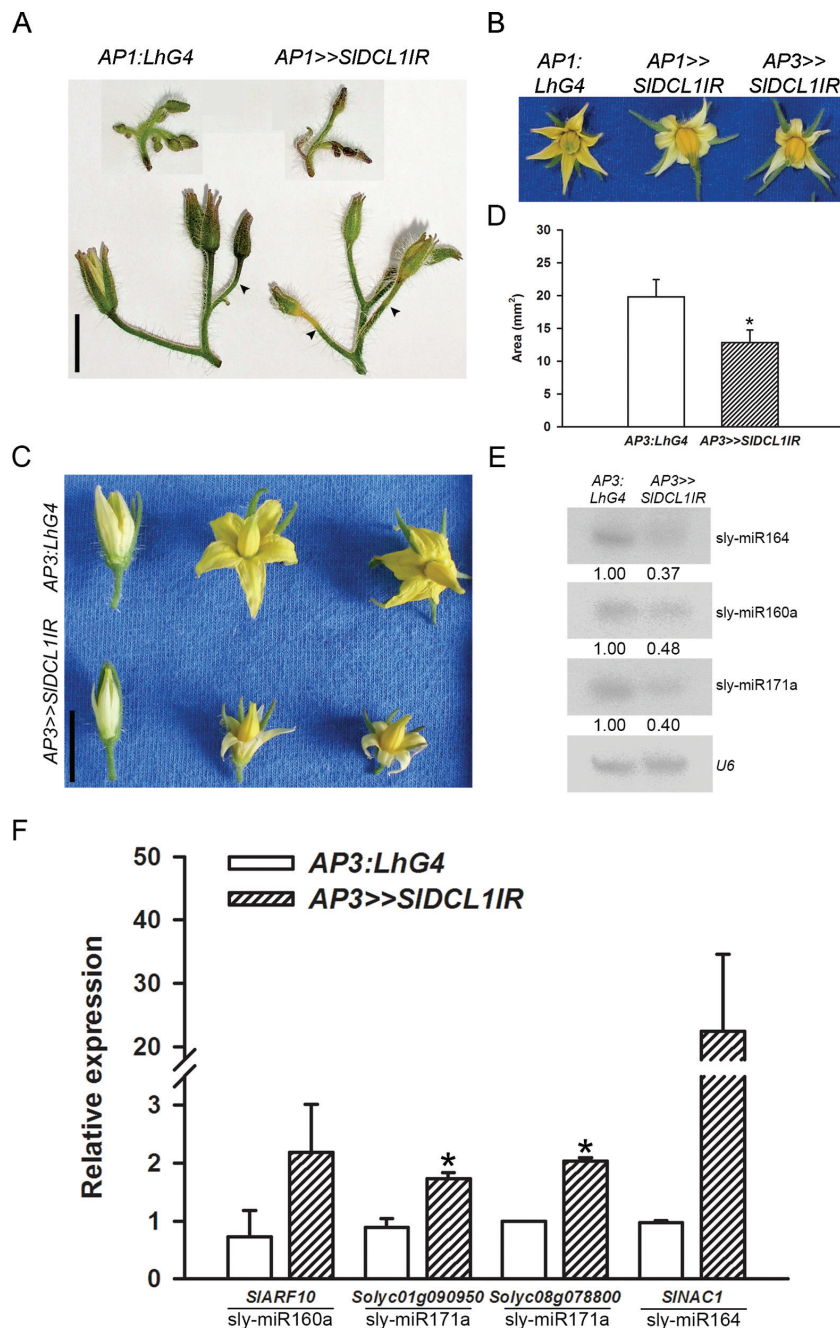 A
AP1:LhG4 AP1>>SlDCL1IR
B
AP1:
LhG4
AP1>>
SlDCL1IR
AP3>>
SlDCL1IR
D
Area (mm²)
30
25
20
15
10
5
0
*
AP3:LhG4 AP3>>SlDCL1IR
C
AP3:LhG4
AP3>>SlDCL1IR
E
AP3:
LhG4
AP3>>
SlDCL1IR
sly-miR164
1.00 0.37
sly-miR160a
1.00 0.48
sly-miR171a
1.00 0.40
U6
F
AP3:LhG4
AP3>>SlDCL1IR
Relative expression
50
40
30
20
3
2
1
0
* *
SlARF10 Solyc01g090950 Solyc08g078800 SlNAC1
sly-miR160a sly-miR171a sly-miR171a sly-miR164